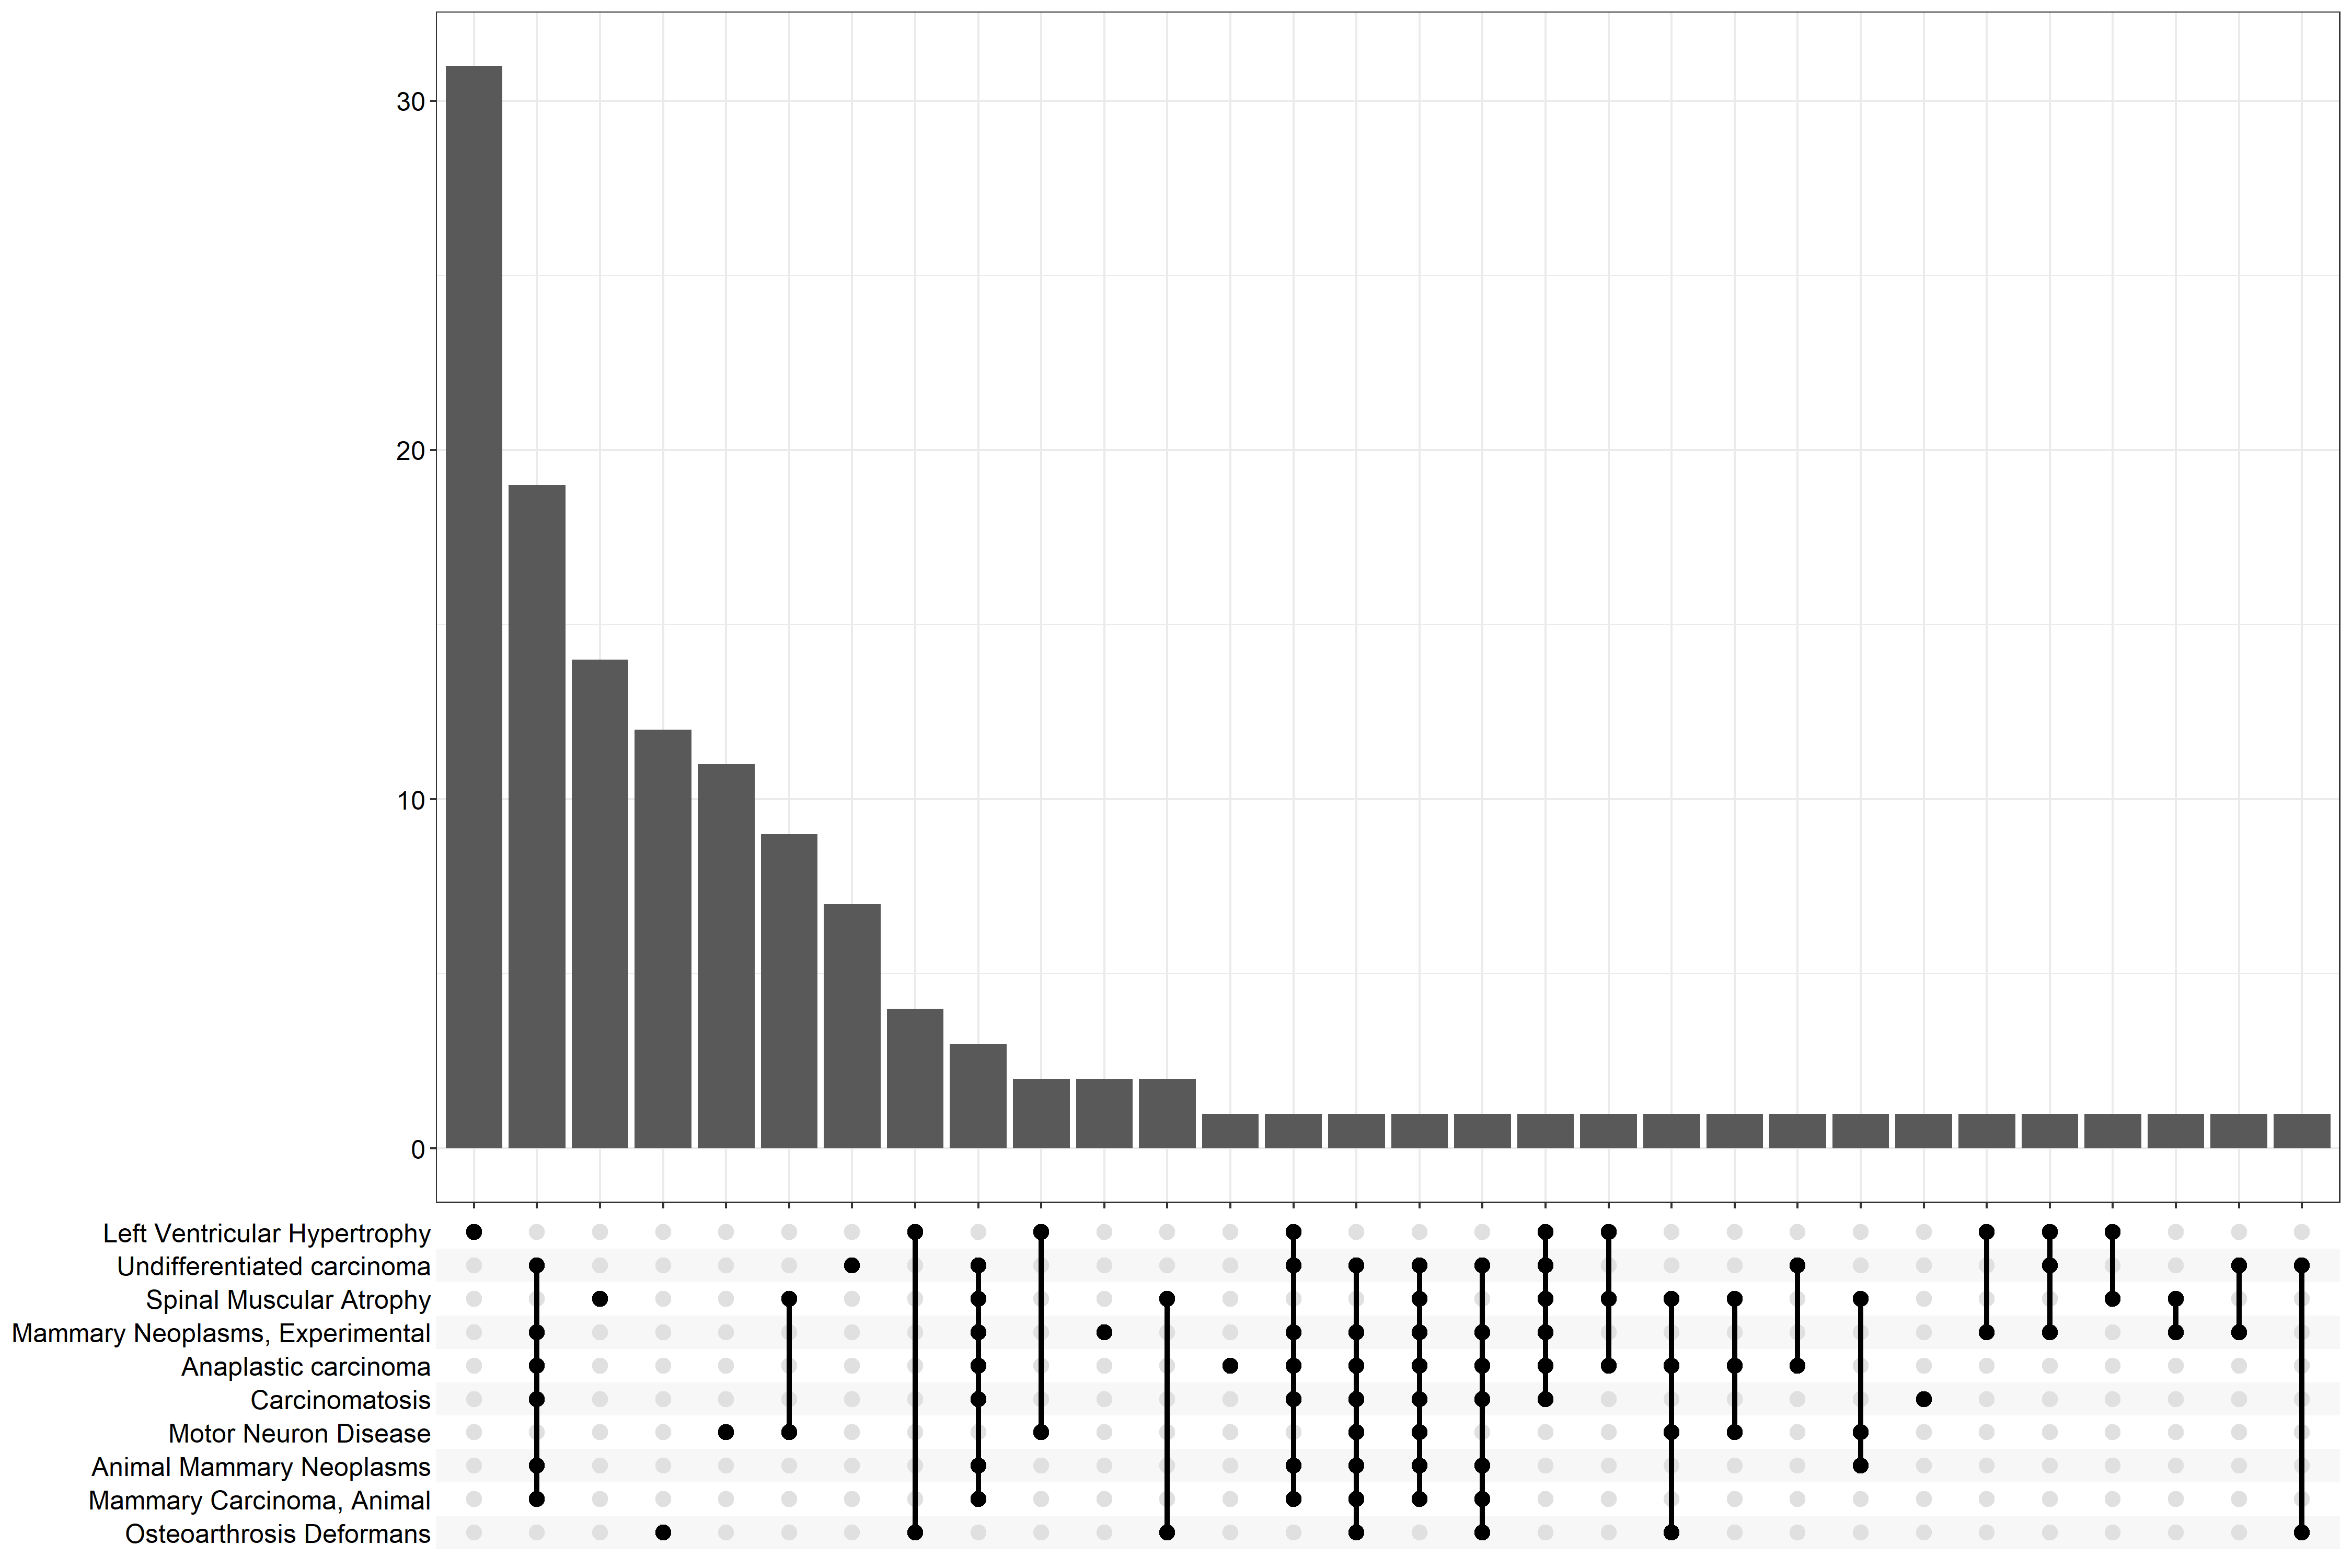 30
20
10
0
Left Ventricular Hypertrophy
Undifferentiated carcinoma
Spinal Muscular Atrophy
Mammary Neoplasms, Experimental
Anaplastic carcinoma
Carcinomatosis
Motor Neuron Disease
Animal Mammary Neoplasms
Mammary Carcinoma, Animal
Osteoarthrosis Deformans